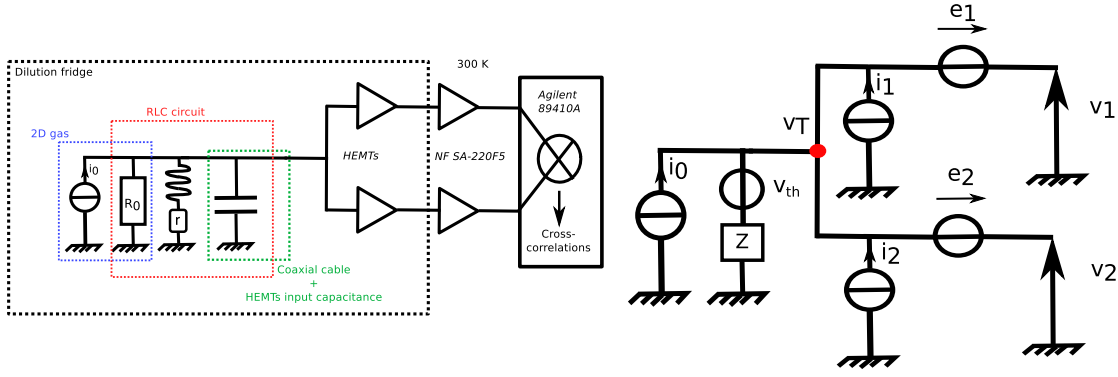 300 K
Dilution fridge
RLC circuit
2D gas
i0
R0
r
HEMTs
NF SA-220F5
Agilent
89410A
Cross-
correlations
Coaxial cable
+
HEMTs input capacitance
e1
i1
v1
vT
i0
vth
Z
e2
i2
v2